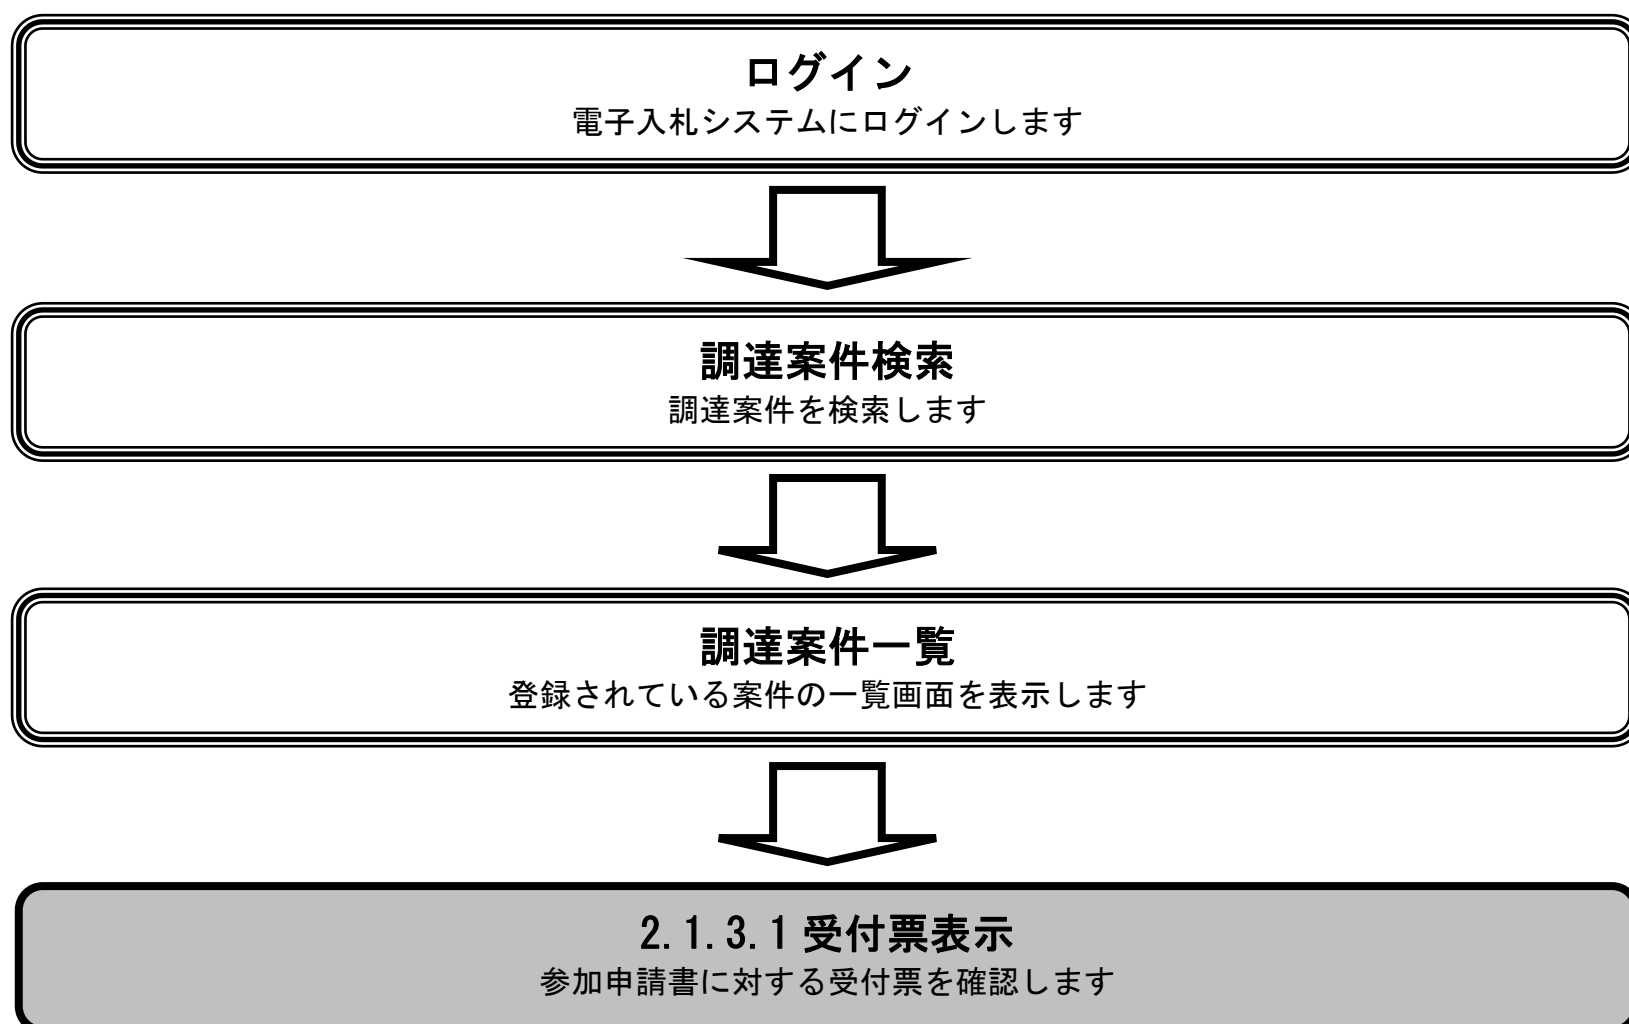 ログイン
電子入札システムにログインします
調達案件検索
調達案件を検索します
調達案件一覧
登録されている案件の一覧画面を表示します
2.1.3.1 受付票表示
参加申請書に対する受付票を確認します